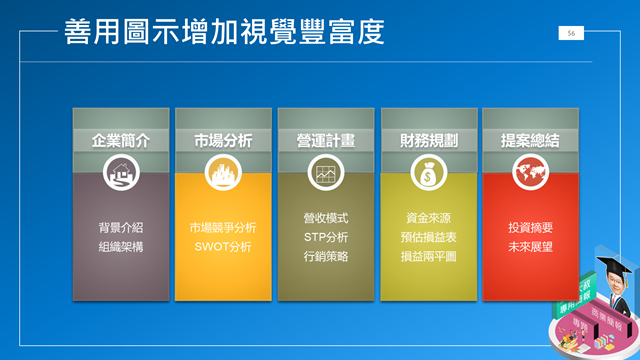 善用圖示增加視覺豐富度
56
企業簡介
背景介紹
組織架構
市場分析
市場競爭分析
SWOT分析
營運計畫
營收模式
STP分析
行銷策略
財務規劃
資金來源
預估損益表
損益兩平圖
提案總結
投資摘要
未來展望
商業簡報